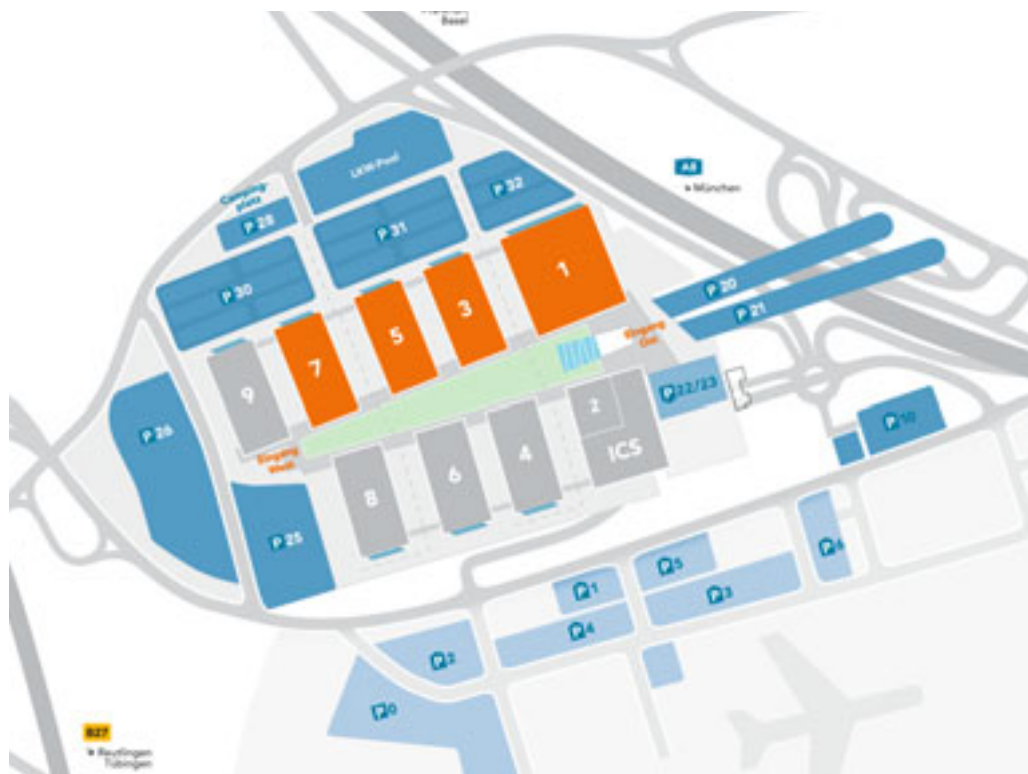 Basel
LKW-Pool
A8
München
P 32
Camping-
platz
P 28
P 31
P 30
1
P 20
P 21
3
5
7
9
Eingang
Ost
P 22/23
2
ICS
4
6
8
Eingang
West
P 26
P 25
P 10
P 6
P 5
P 3
P 1
P 4
P 2
P 0
B27
Reutlingen
Tübingen